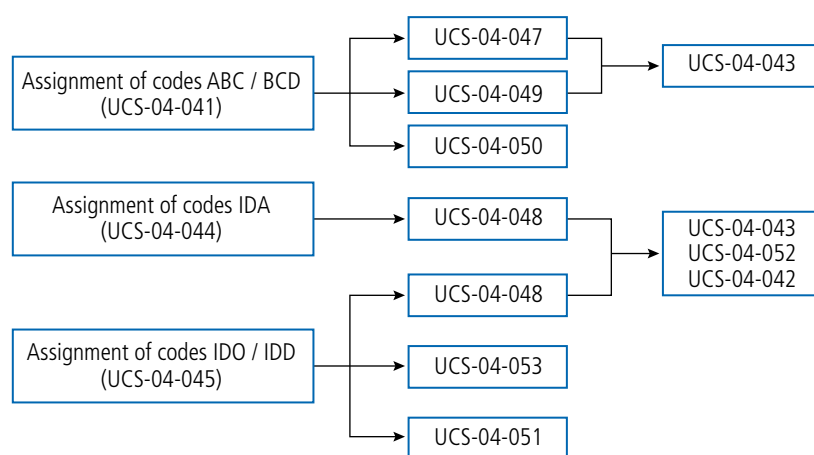 Assignment of codes ABC / BCD
(UCS-04-041)
UCS-04-047
UCS-04-049
UCS-04-050
UCS-04-043
Assignment of codes IDA
(UCS-04-044)
UCS-04-048
UCS-04-043
UCS-04-052
UCS-04-042
Assignment of codes IDO / IDD
(UCS-04-045)
UCS-04-048
UCS-04-053
UCS-04-051